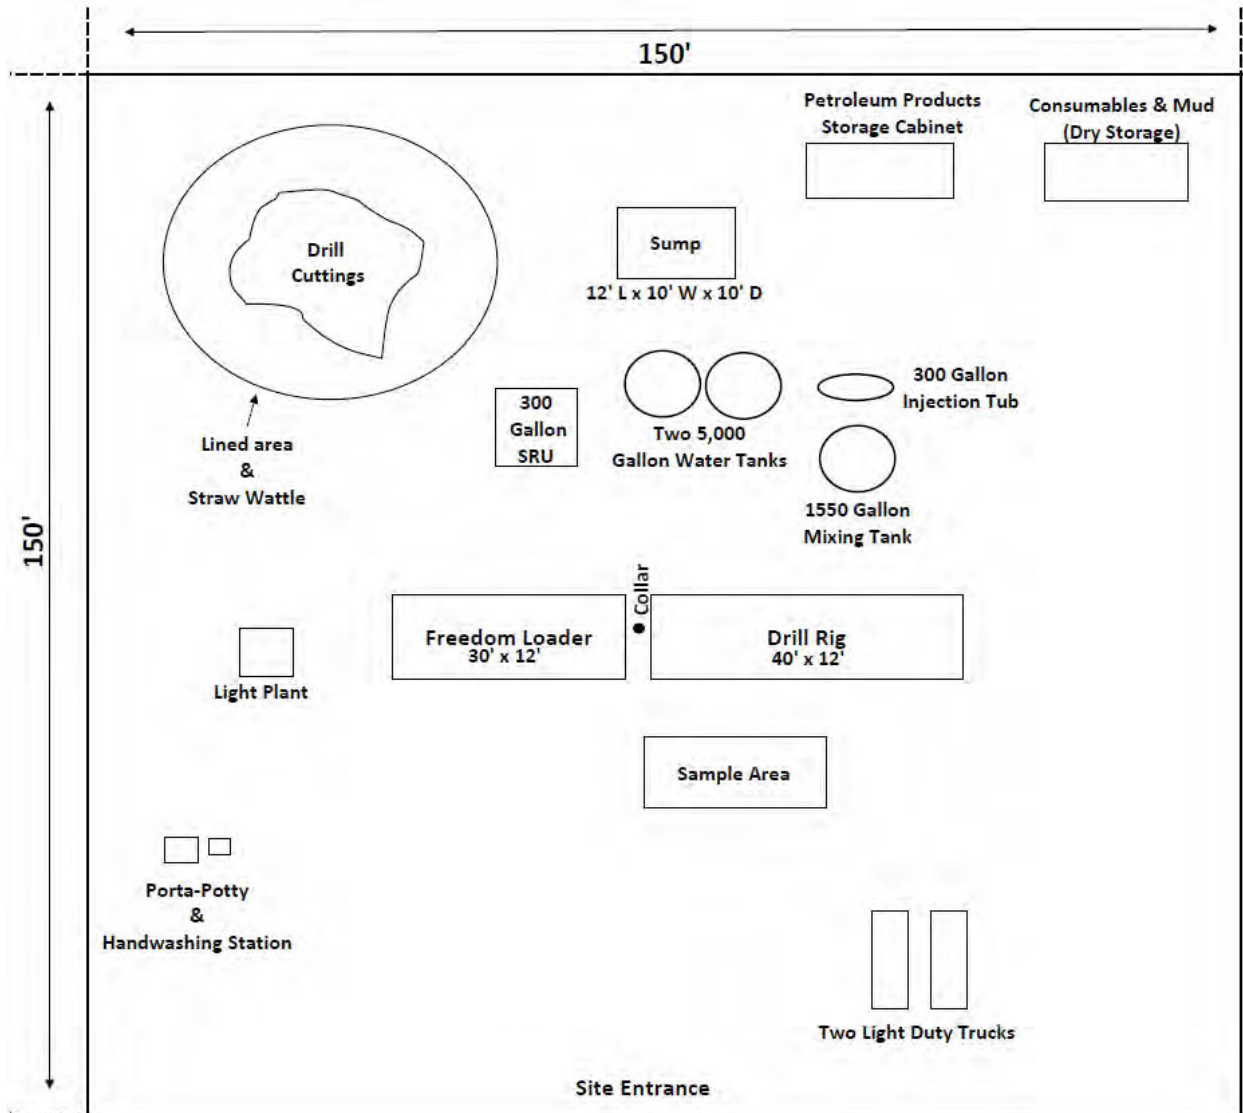 150'
Petroleum Products
Storage Cabinet
Consumables & Mud
(Dry Storage)
Drill
Cuttings
Sump
12' L x 10' W x 10' D
300 Gallon
Injection Tub
300
Gallon
SRU
Two 5,000
Gallon Water Tanks
Lined area
&
Straw Wattle
1550 Gallon
Mixing Tank
150'
Collar
Freedom Loader
30' x 12'
Drill Rig
40' x 12'
Light Plant
Sample Area
Porta-Potty
&
Handwashing Station
Two Light Duty Trucks
Site Entrance